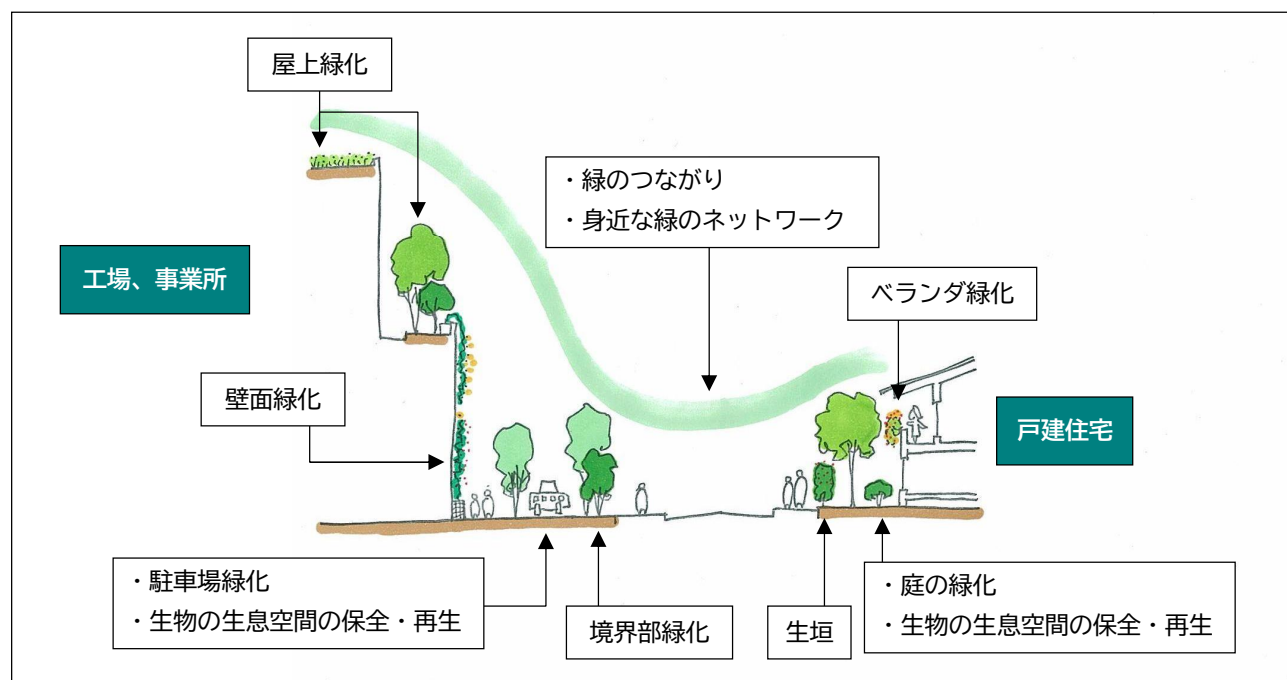 屋上緑化
・緑のつながり
・身近な緑のネットワーク
工場、事業所
ベランダ緑化
壁面緑化
戸建住宅
・駐車場緑化
・生物の生息空間の保全・再生
境界部緑化
生垣
・庭の緑化
・生物の生息空間の保全・再生